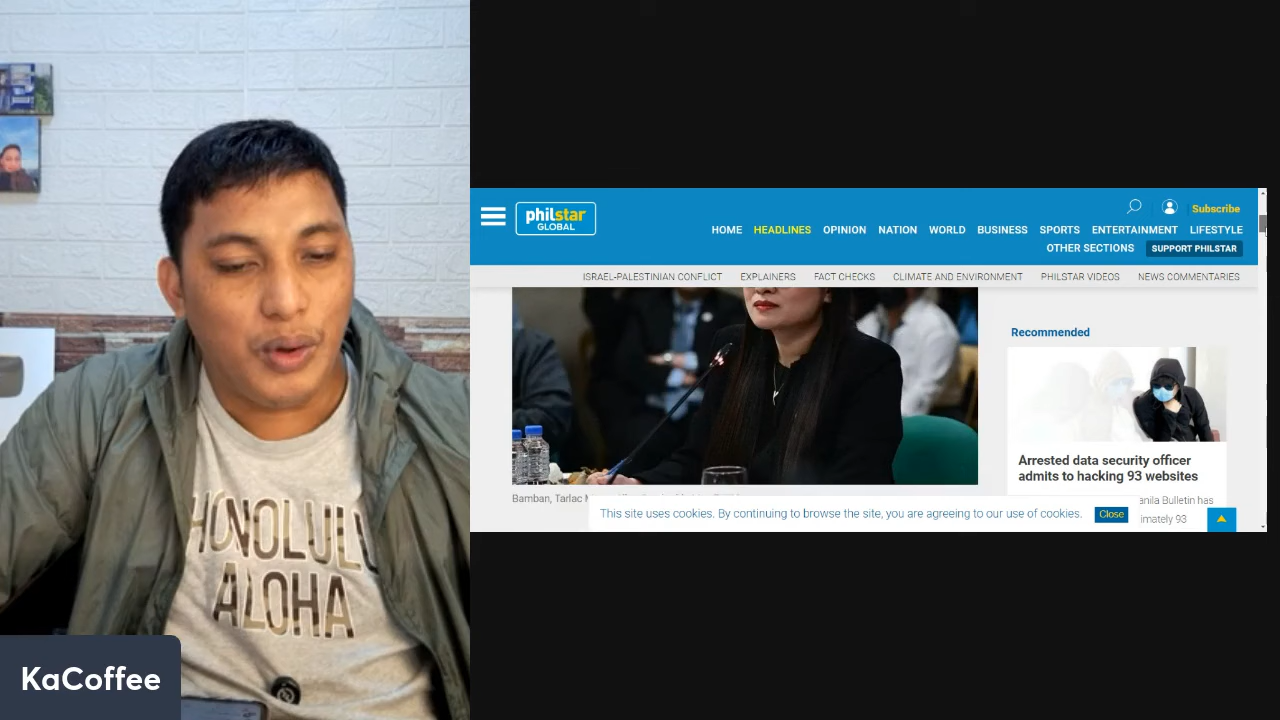 HONOLULU
ALOHA
KaCoffee
philstar
GLOBAL
Subscribe
HOME HEADLINES OPINION NATION WORLD BUSINESS SPORTS ENTERTAINMENT LIFESTYLE
OTHER SECTIONS SUPPORT PHILSTAR
ISRAEL-PALESTINIAN CONFLICT EXPLAINERS FACT CHECKS CLIMATE AND ENVIRONMENT PHILSTAR VIDEOS NEWS COMMENTARIES
Recommended
Arrested data security officer
admits to hacking 93 websites
anila Bulletin has
imately 93
Bamban, Tarlac
This site uses cookies. By continuing to browse the site, you are agreeing to our use of cookies. Close